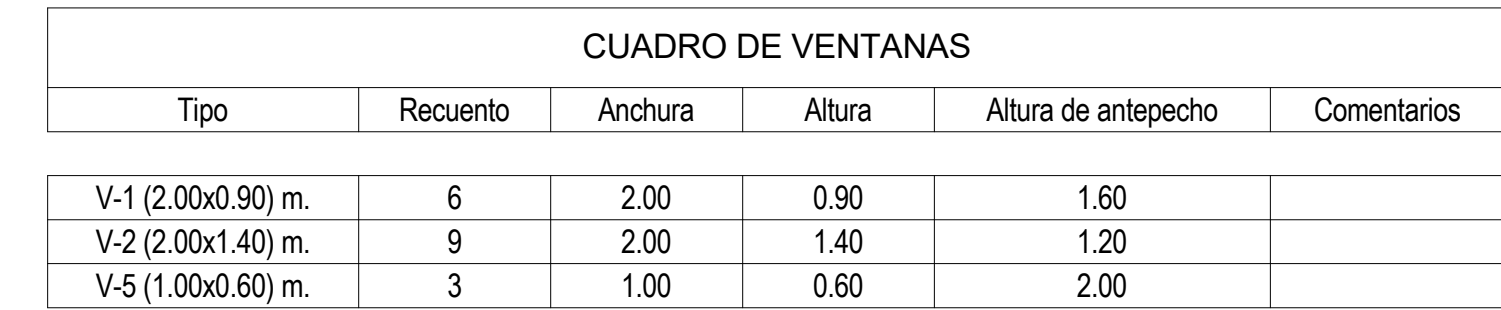 CUADRO DE VENTANAS
Tipo Recuento Anchura Altura Altura de antepecho Comentarios
V-1 (2.00x0.90) m. 6 2.00 0.90 1.60
V-2 (2.00x1.40) m. 9 2.00 1.40 1.20
V-5 (1.00x0.60) m. 3 1.00 0.60 2.00